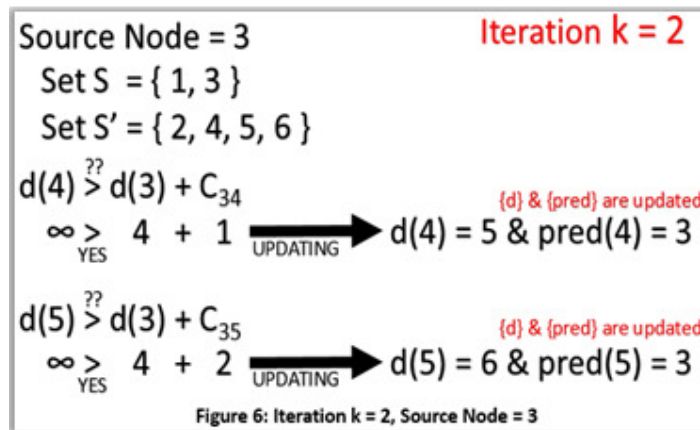 Source Node = 3
Iteration k = 2
Set S = { 1, 3 }
Set S’ = { 2, 4, 5, 6 }
??
d(4) > d(3) + C34
{d} & {pred} are updated
∞ > 4 + 1 d(4) = 5 & pred(4) = 3
YES UPDATING
??
d(5) > d(3) + C35
{d} & {pred} are updated
∞ > 4 + 2 d(5) = 6 & pred(5) = 3
YES UPDATING
Figure 6: Iteration k = 2, Source Node = 3